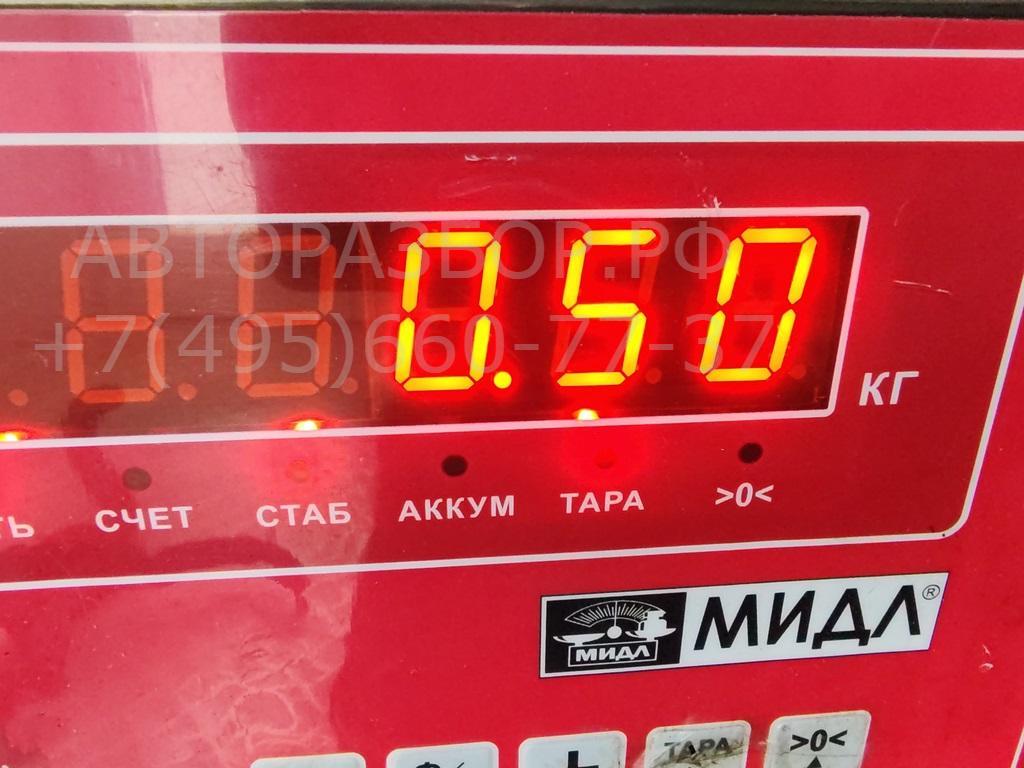 АВТОРАЗБОР.РФ
+7(495)660-77-37
0.50
КГ
ТЬ СЧЕТ СТАБ АККУМ ТАРА >0<
МИДЛ МИДЛ®
ТАРА >0<